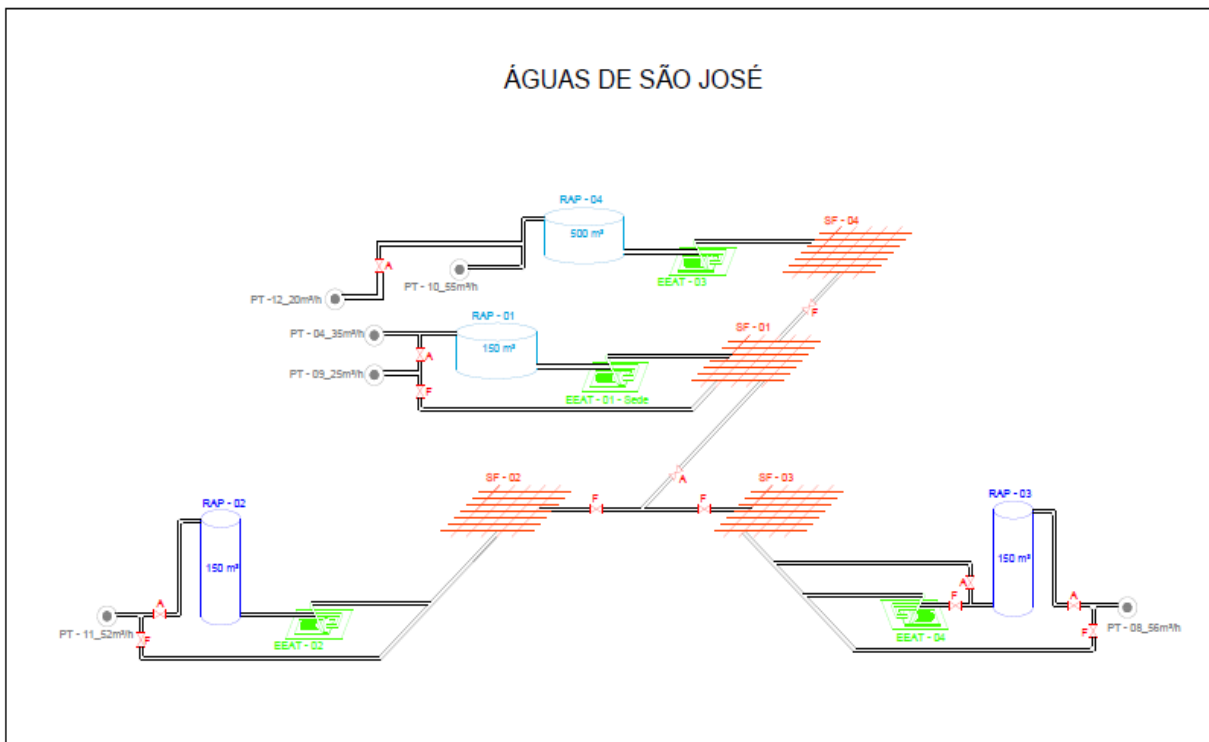 ÁGUAS DE SÃO JOSÉ
RAP - 04
500 m³
SF - 04
A
PT - 10_55m³/h
EEAT - 03
PT -12_20m³/h
F
RAP - 01
SF - 01
PT - 04_35m³/h
150 m³
A
PT - 09_25m³/h
F
EEAT - 01 - Sede
SF - 02
A
SF - 03
RAP - 02
RAP - 03
F
F
150 m³
150 m³
A
A
F
A
PT - 11_52m³/h
F
EEAT - 02
EEAT - 04
F
PT - 08_56m³/h